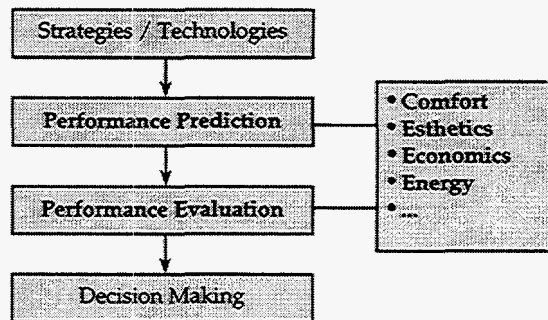 Strategies / Technologies
Performance Prediction
Performance Evaluation
Decision Making
• Comfort
• Esthetics
• Economics
• Energy
• ...